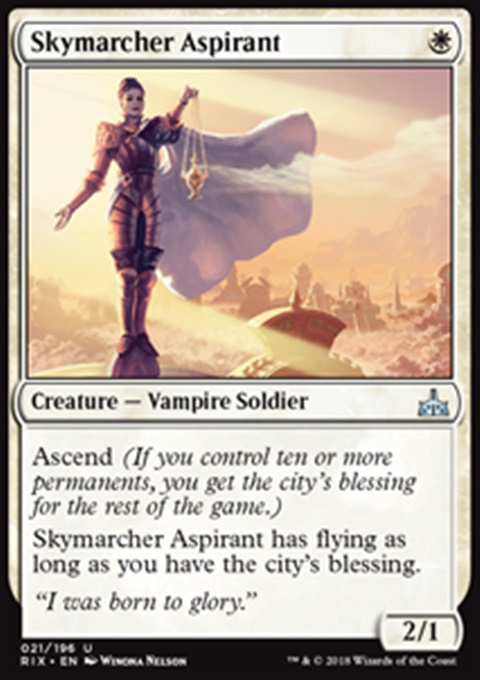 Skymarcher Aspirant
Creature — Vampire Soldier
Ascend (If you control ten or more
permanents, you get the city's blessing
for the rest of the game.)
Skymarcher Aspirant has flying as
long as you have the city's blessing.
"I was born to glory."
2/1
021/196 U
RIX • EN Winona Nelson
™ & © 2018 Wizards of the Coast